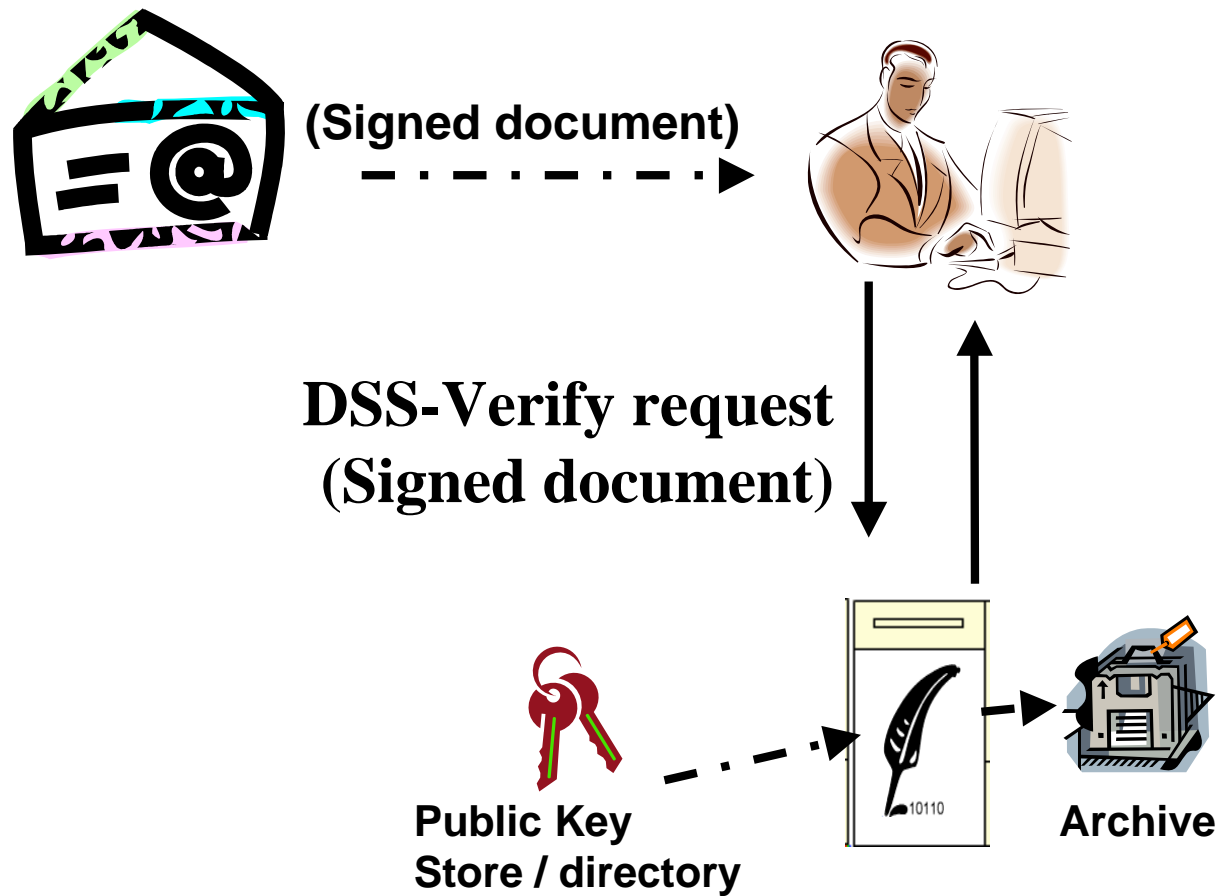 (Signed document)
= @
DSS-Verify request
(Signed document)
10110
Public Key
Store / directory
Archive